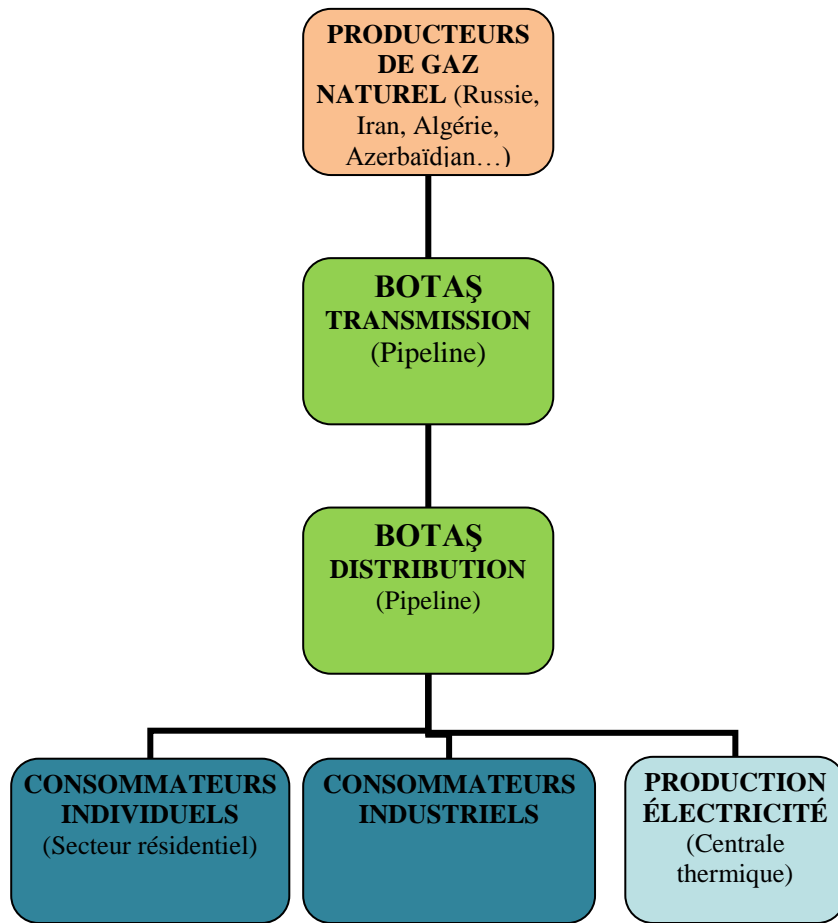 PRODUCTEURS
DE GAZ
NATUREL (Russie,
Iran, Algérie,
Azerbaïdjan…)
BOTAŞ
TRANSMISSION
(Pipeline)
BOTAŞ
DISTRIBUTION
(Pipeline)
CONSOMMATEURS
INDIVIDUELS
(Secteur résidentiel)
CONSOMMATEURS
INDUSTRIELS
PRODUCTION
ÉLECTRICITÉ
(Centrale
thermique)